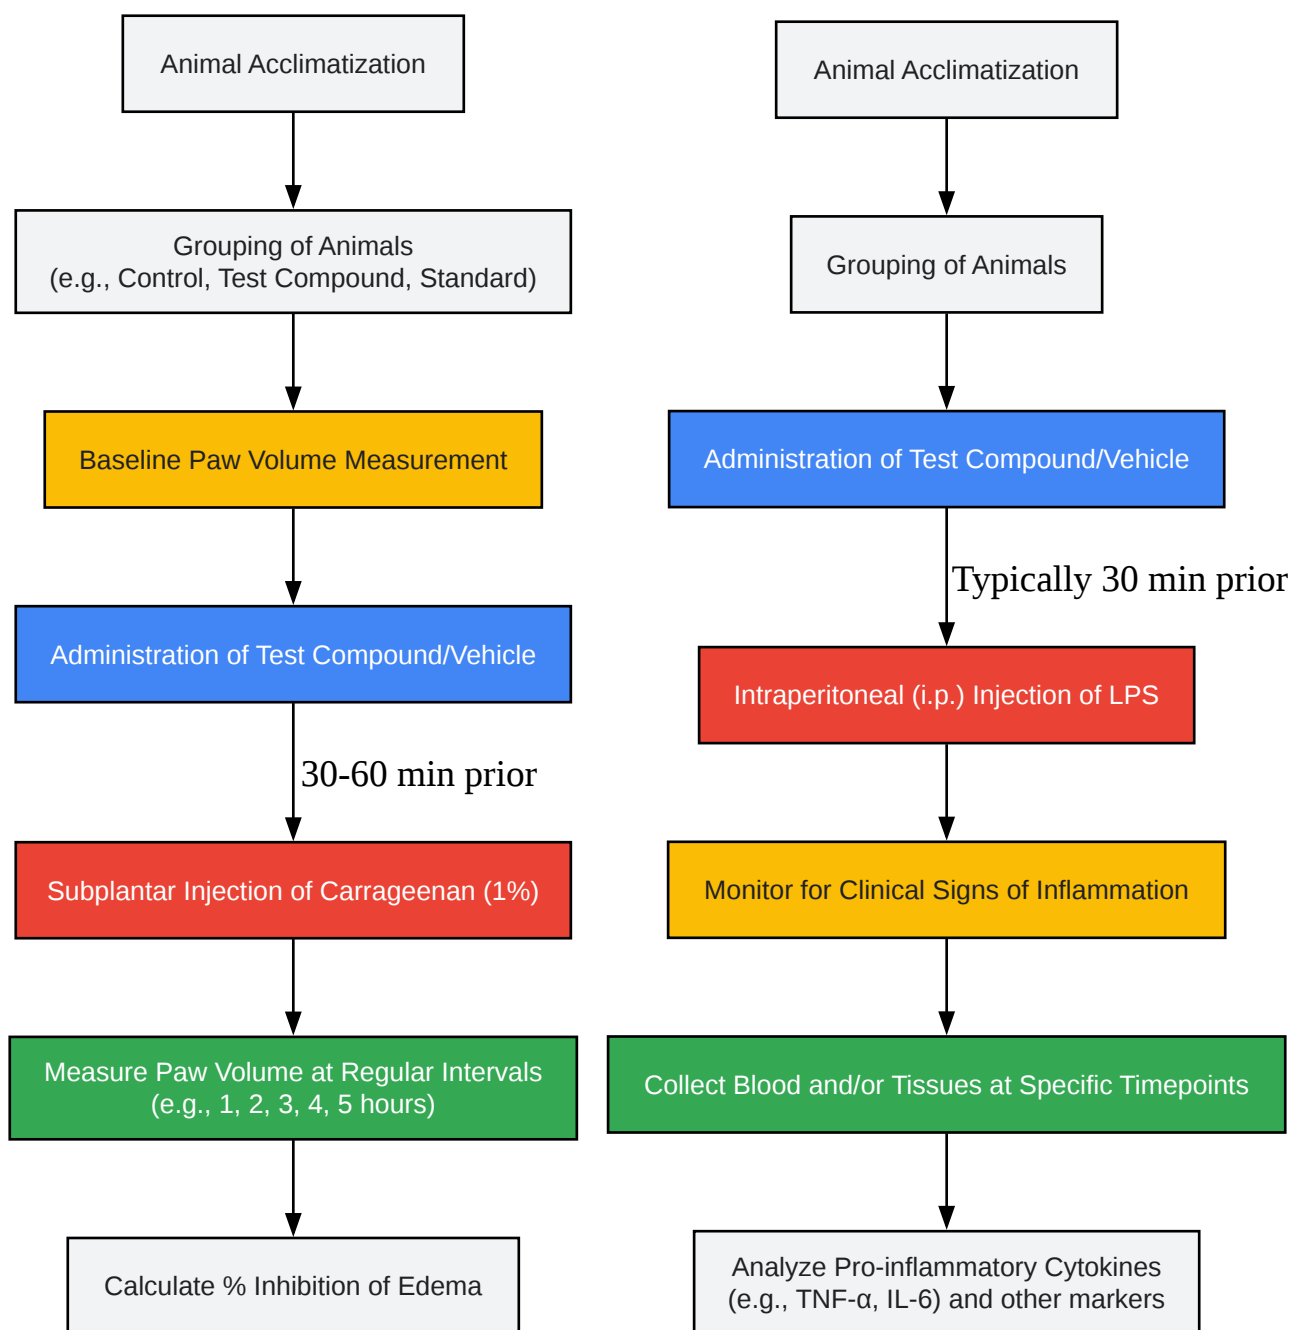 Animal Acclimatization
Grouping of Animals
(e.g., Control, Test Compound, Standard)
Baseline Paw Volume Measurement
Administration of Test Compound/Vehicle
30-60 min prior
Subplantar Injection of Carrageenan (1%)
Measure Paw Volume at Regular Intervals
(e.g., 1, 2, 3, 4, 5 hours)
Calculate % Inhibition of Edema
Animal Acclimatization
Grouping of Animals
Administration of Test Compound/Vehicle
Typically 30 min prior
Intraperitoneal (i.p.) Injection of LPS
Monitor for Clinical Signs of Inflammation
Collect Blood and/or Tissues at Specific Timepoints
Analyze Pro-inflammatory Cytokines
(e.g., TNF-α, IL-6) and other markers